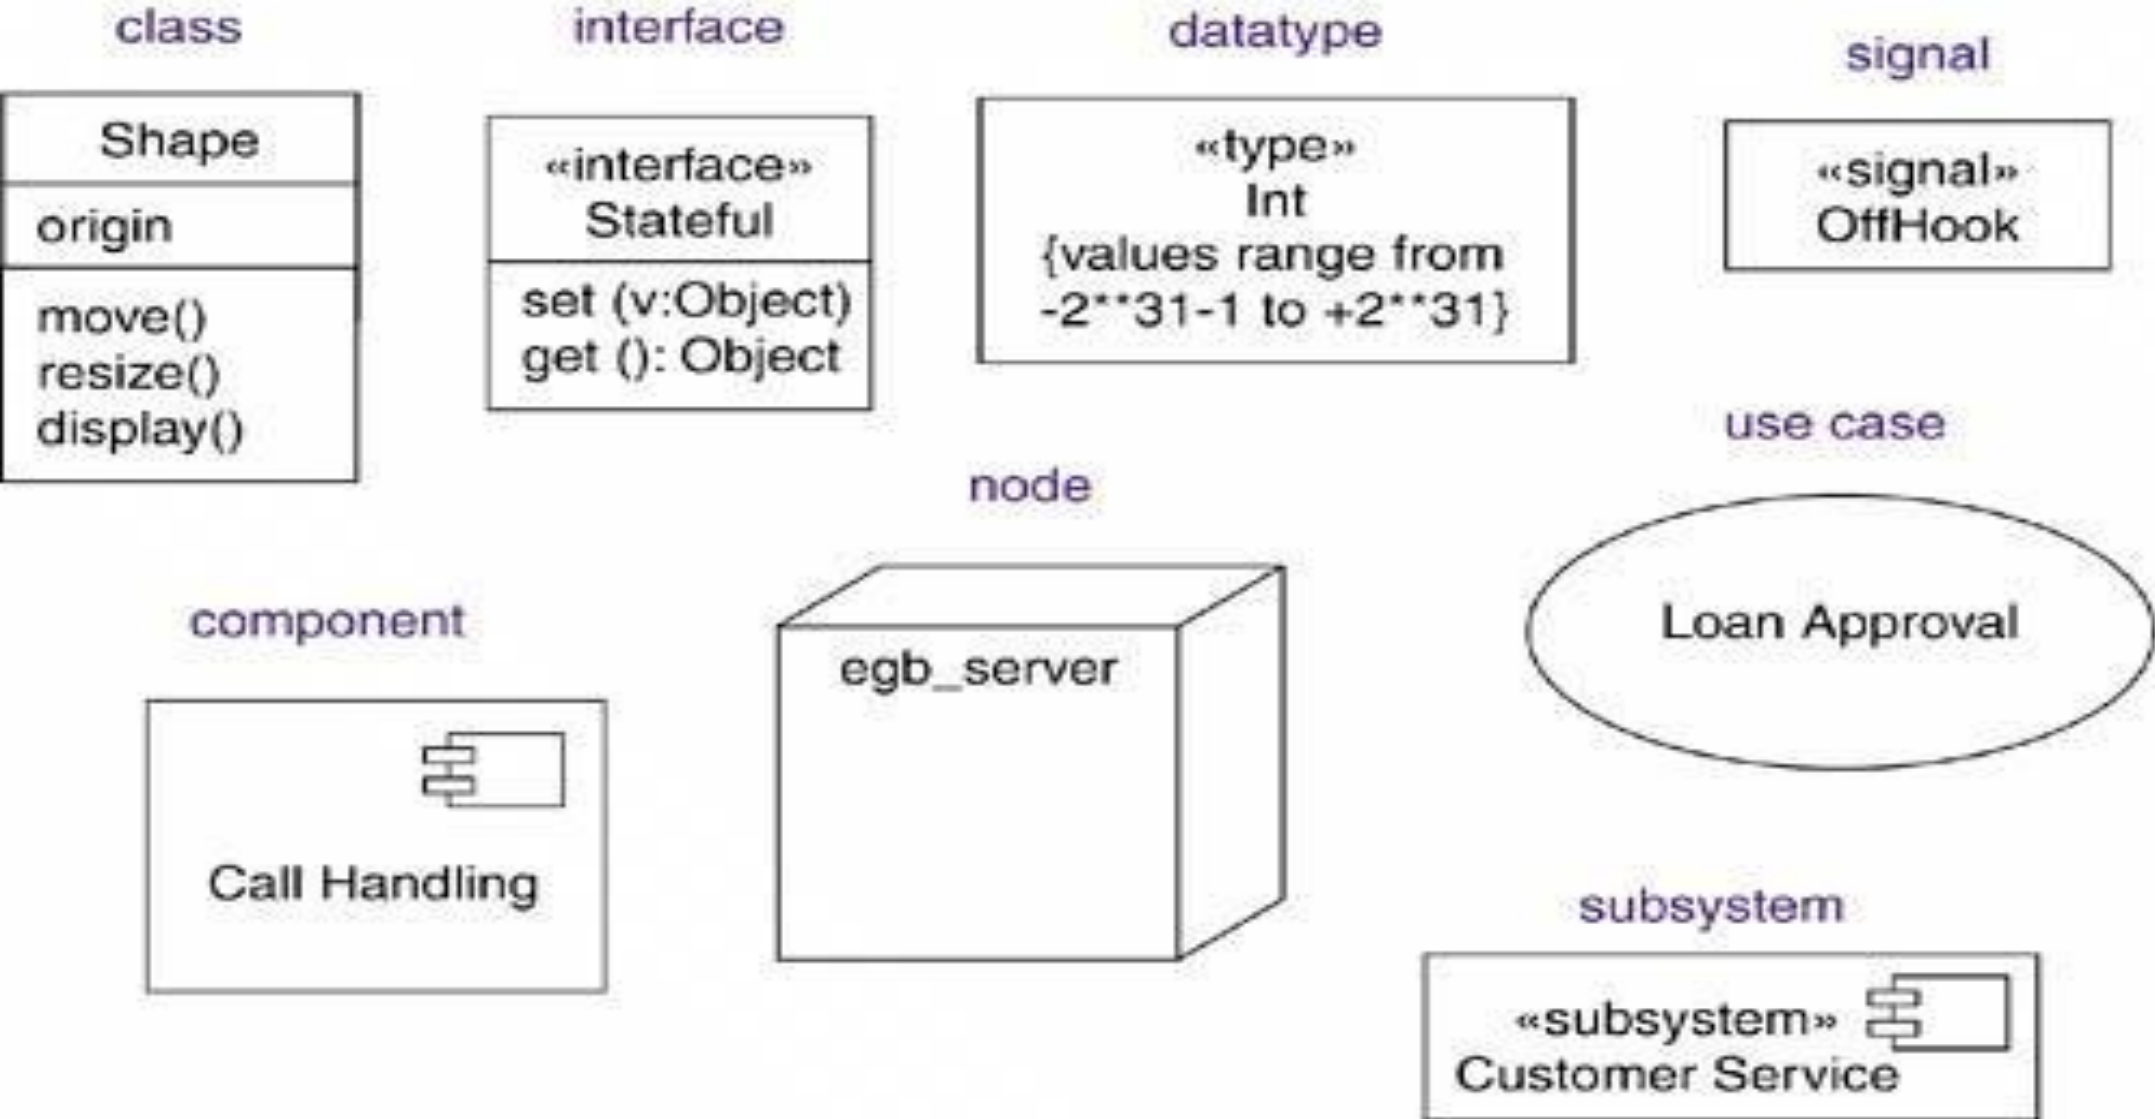 class
Shape
origin
move()
resize()
display()
interface
«interface»
Stateful
set (v:Object)
get (): Object
datatype
«type»
Int
{values range from
-2**31-1 to +2**31}
signal
«signal»
OffHook
component
Call Handling
node
egb_server
use case
Loan Approval
subsystem
«subsystem»
Customer Service